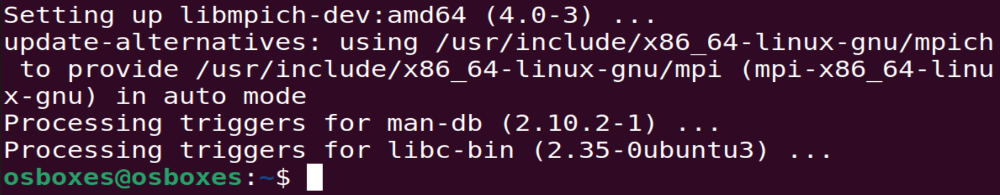 Setting up libmpich-dev:amd64 (4.0-3) ...
update-alternatives: using /usr/include/x86_64-linux-gnu/mpich
 to provide /usr/include/x86_64-linux-gnu/mpi (mpi-x86_64-linu
x-gnu) in auto mode
Processing triggers for man-db (2.10.2-1) ...
Processing triggers for libc-bin (2.35-0ubuntu3) ...
osboxes@osboxes:~$